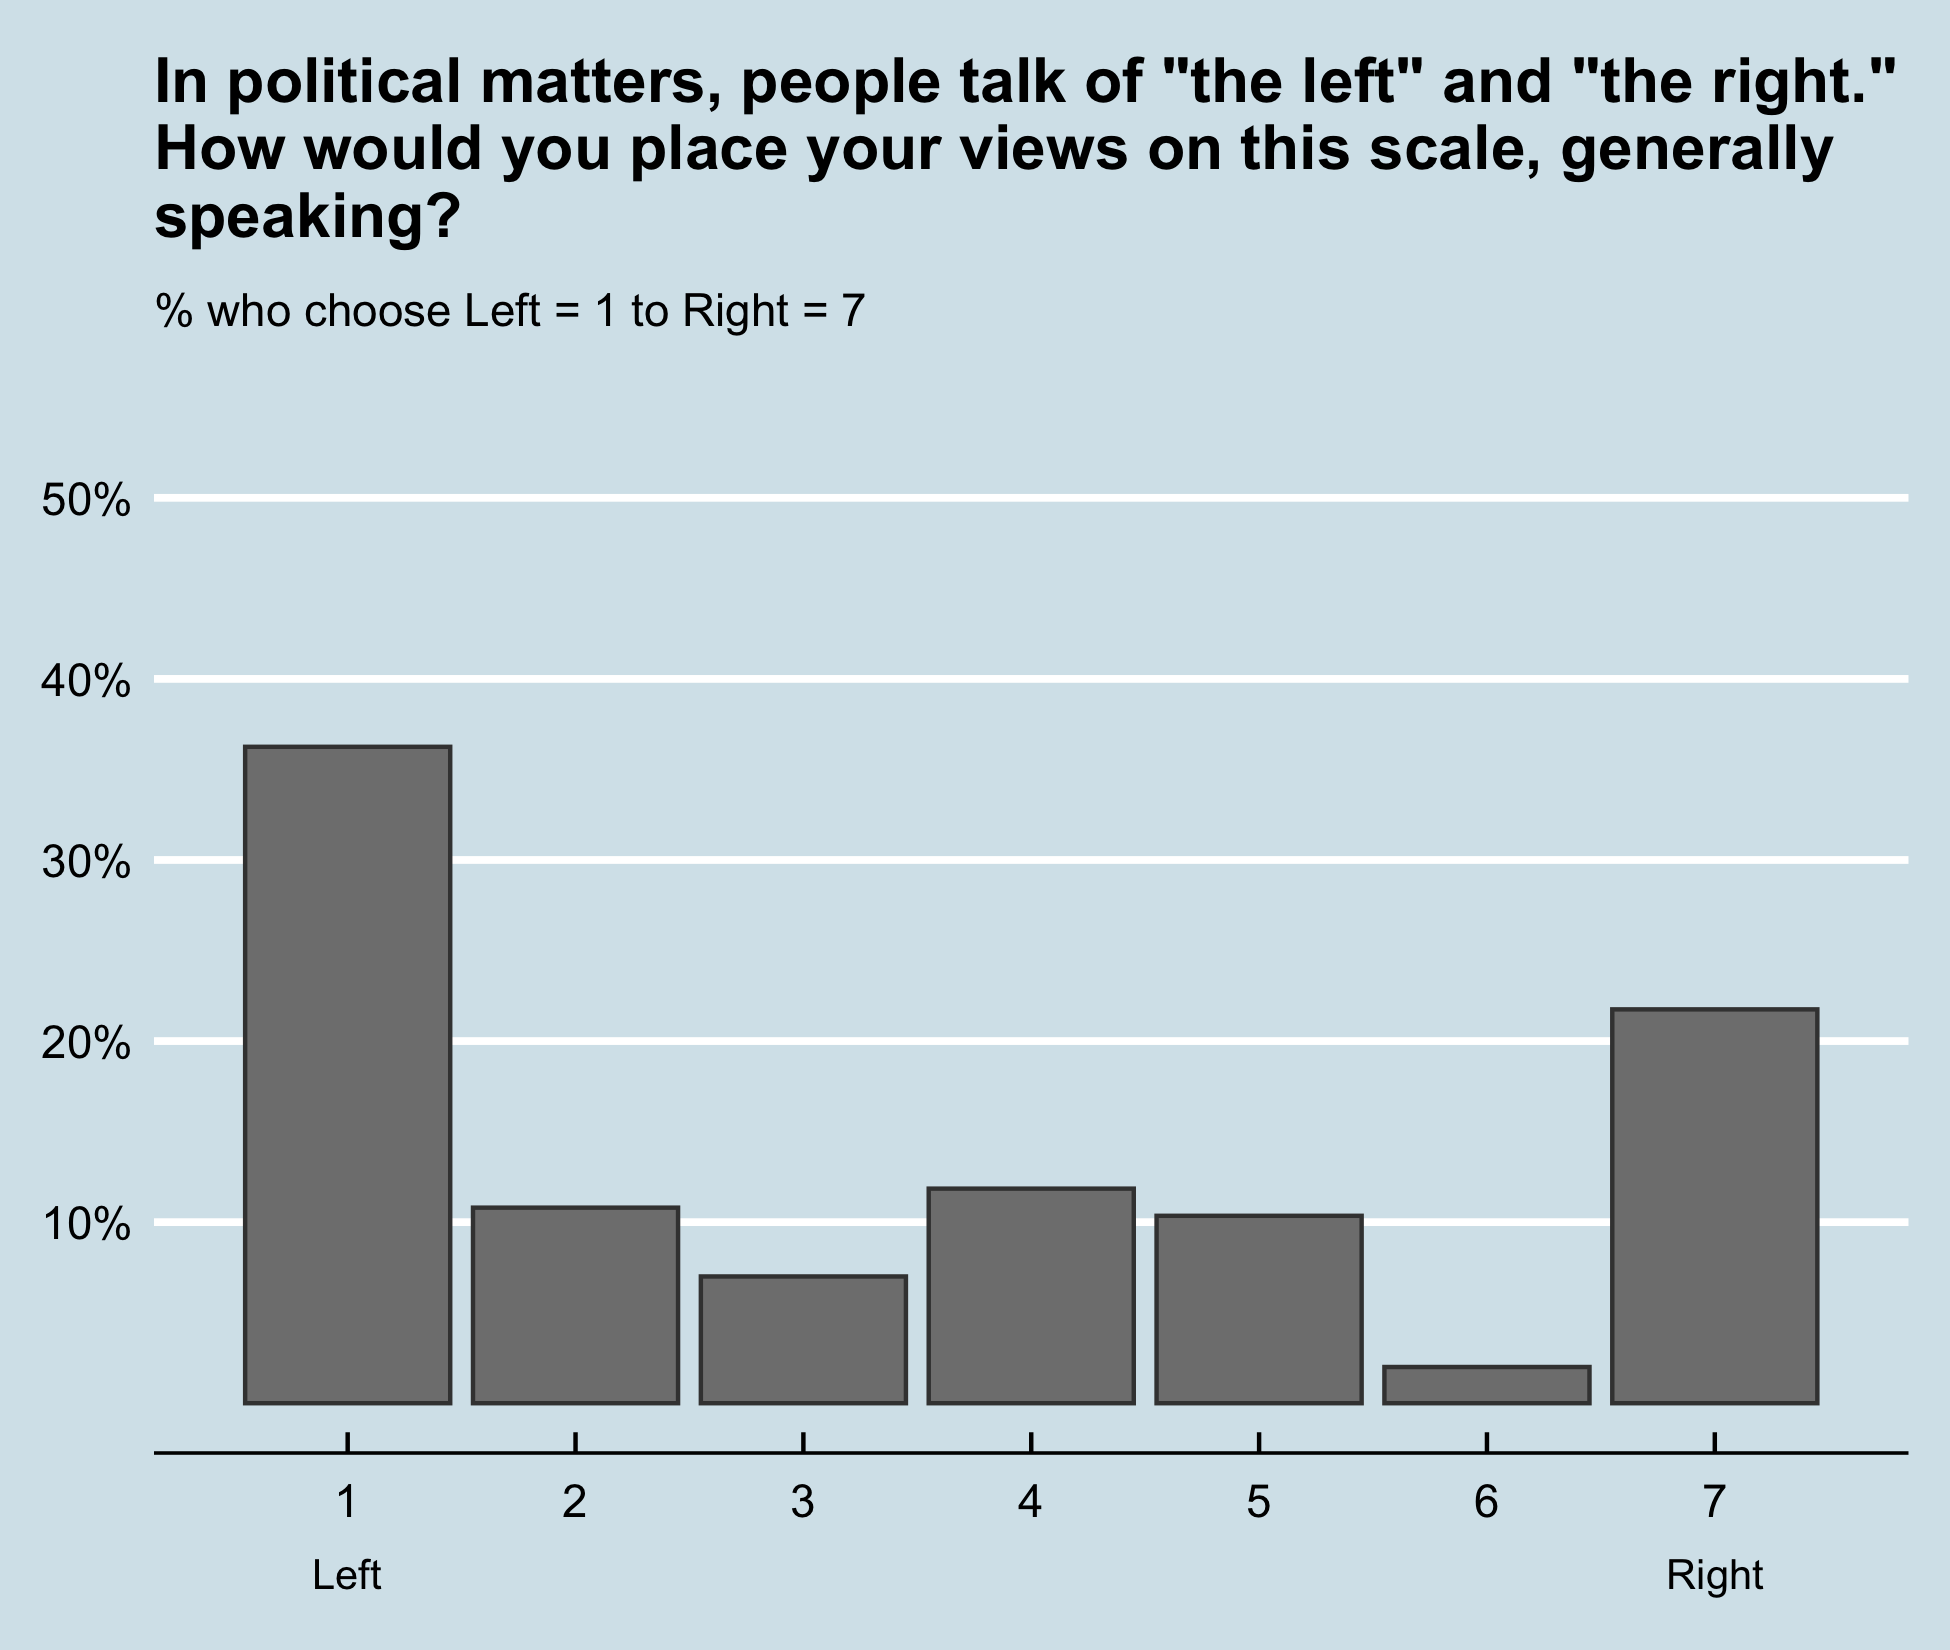 In political matters, people talk of "the left" and "the right."
How would you place your views on this scale, generally
speaking?
% who choose Left = 1 to Right = 7
50%
40%
30%
20%
10%
1 2 3 4 5 6 7
Left Right